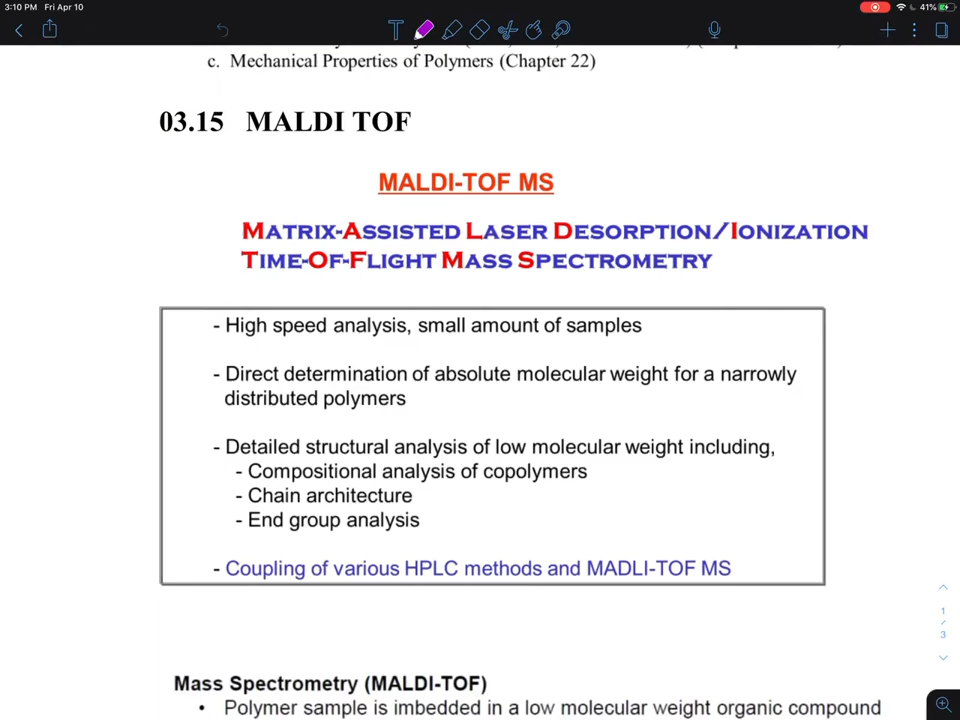 3:10 PM Fri Apr 10
41%
c. Mechanical Properties of Polymers (Chapter 22)
03.15 MALDI TOF
MALDI-TOF MS
MATRIX-ASSISTED LASER DESORPTION/IONIZATION
TIME-OF-FLIGHT MASS SPECTROMETRY
- High speed analysis, small amount of samples
- Direct determination of absolute molecular weight for a narrowly
distributed polymers
- Detailed structural analysis of low molecular weight including,
- Compositional analysis of copolymers
- Chain architecture
- End group analysis
- Coupling of various HPLC methods and MADLI-TOF MS
1
/
3
Mass Spectrometry (MALDI-TOF)
• Polymer sample is imbedded in a low molecular weight organic compound